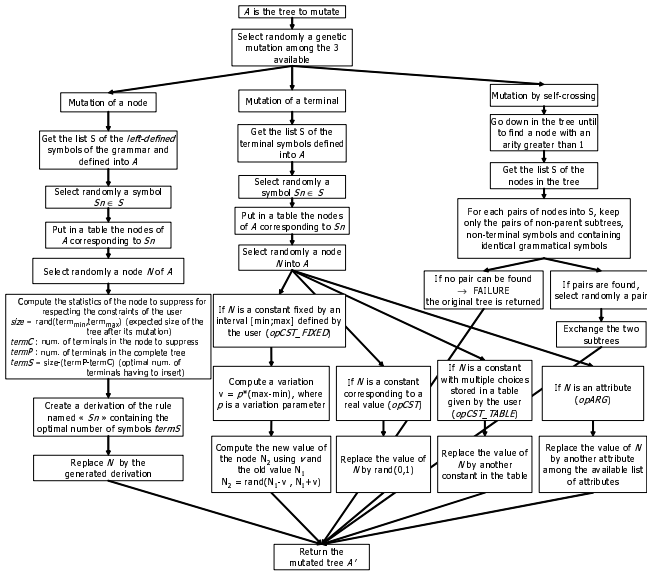 A is the tree to mutate
Select randomly a genetic
mutation among the 3
available
Mutation of a node
Get the list S of the left-defined
symbols of the grammar and
defined into A
Select randomly a symbol
Sn ∈ S
Put in a table the nodes of
A corresponding to Sn
Select randomly a node N of A
Compute the statistics of the node to suppress for
respecting the constraints of the user
size = rand(termmin;termmax) (expected size of the
tree after its mutation)
termC : num. of terminals in the node to suppress
termP : num. of terminals in the complete tree
termS = size-(termP-termC) (optimal num. of
terminals having to insert)
Create a derivation of the rule
named « Sn » containing the
optimal number of symbols termS
Replace N by the
generated derivation
Mutation of a terminal
Get the list S of the
terminal symbols defined
into A
Select randomly a
symbol Sn ∈ S
Put in a table the nodes
of A corresponding to Sn
Select randomly a node
N into A
If N is a constant fixed by an
interval [min;max] defined by
the user (opCST_FIXED)
Compute a variation
v = p*(max-min), where
p is a variation parameter
Compute the new value of
the node N2 using v and
the old value N1
N2 = rand(N1-v , N1+v)
If N is a constant
corresponding to a
real value (opCST)
Replace the value of
N by rand(0,1)
If N is a constant
with multiple choices
stored in a table
given by the user
(opCST_TABLE)
Replace the value of
N by another
constant in the table
If N is an attribute
(opARG)
Replace the value of N
by another attribute
among the available list
of attributes
Mutation by self-crossing
Go down in the tree until
to find a node with an
arity greater than 1
Get the list S of the
nodes in the tree
For each pairs of nodes into S, keep
only the pairs of non-parent subtrees,
non-terminal symbols and containing
identical grammatical symbols
If no pair can be found
→ FAILURE
the original tree is returned
If pairs are found,
select randomly a pair
Exchange the two
subtrees
Return the
mutated tree A'